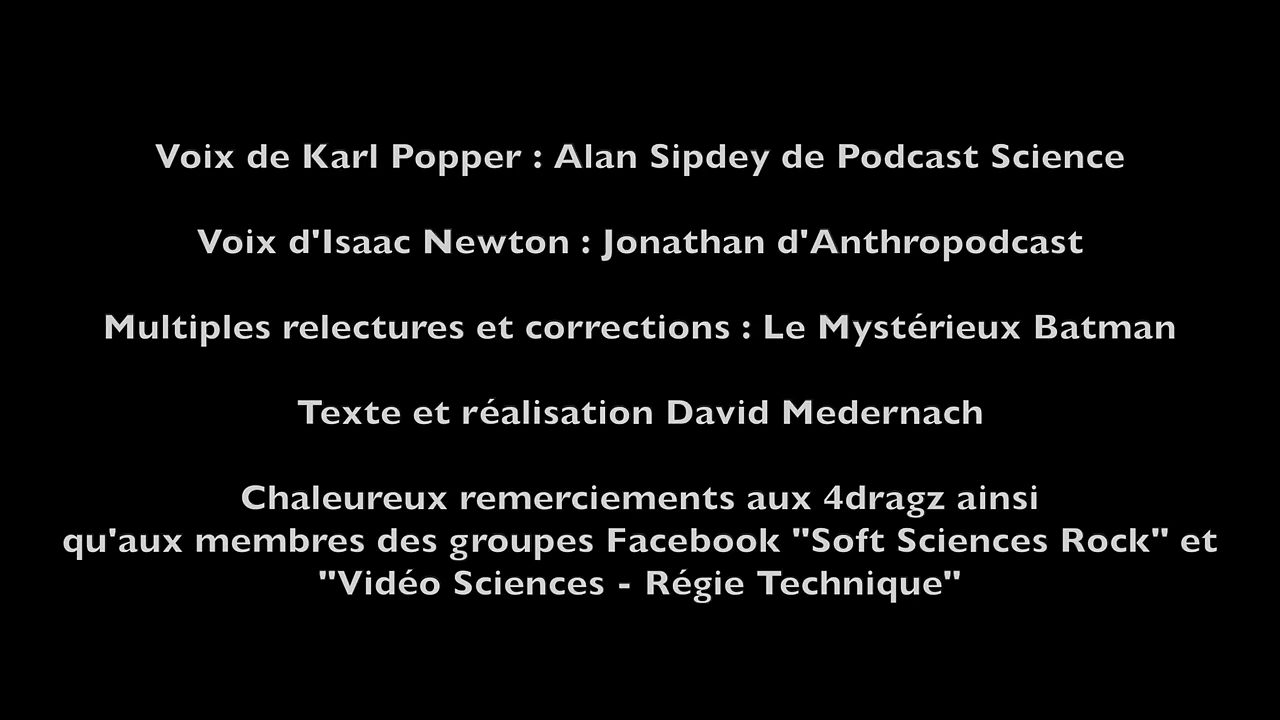 Voix de Karl Popper : Alan Sipdey de Podcast Science
Voix d'Isaac Newton : Jonathan d'Anthropodcast
Multiples relectures et corrections : Le Mystérieux Batman
Texte et réalisation David Medernach
Chaleureux remerciements aux 4dragz ainsi
qu'aux membres des groupes Facebook "Soft Sciences Rock" et
"Vidéo Sciences - Régie Technique"